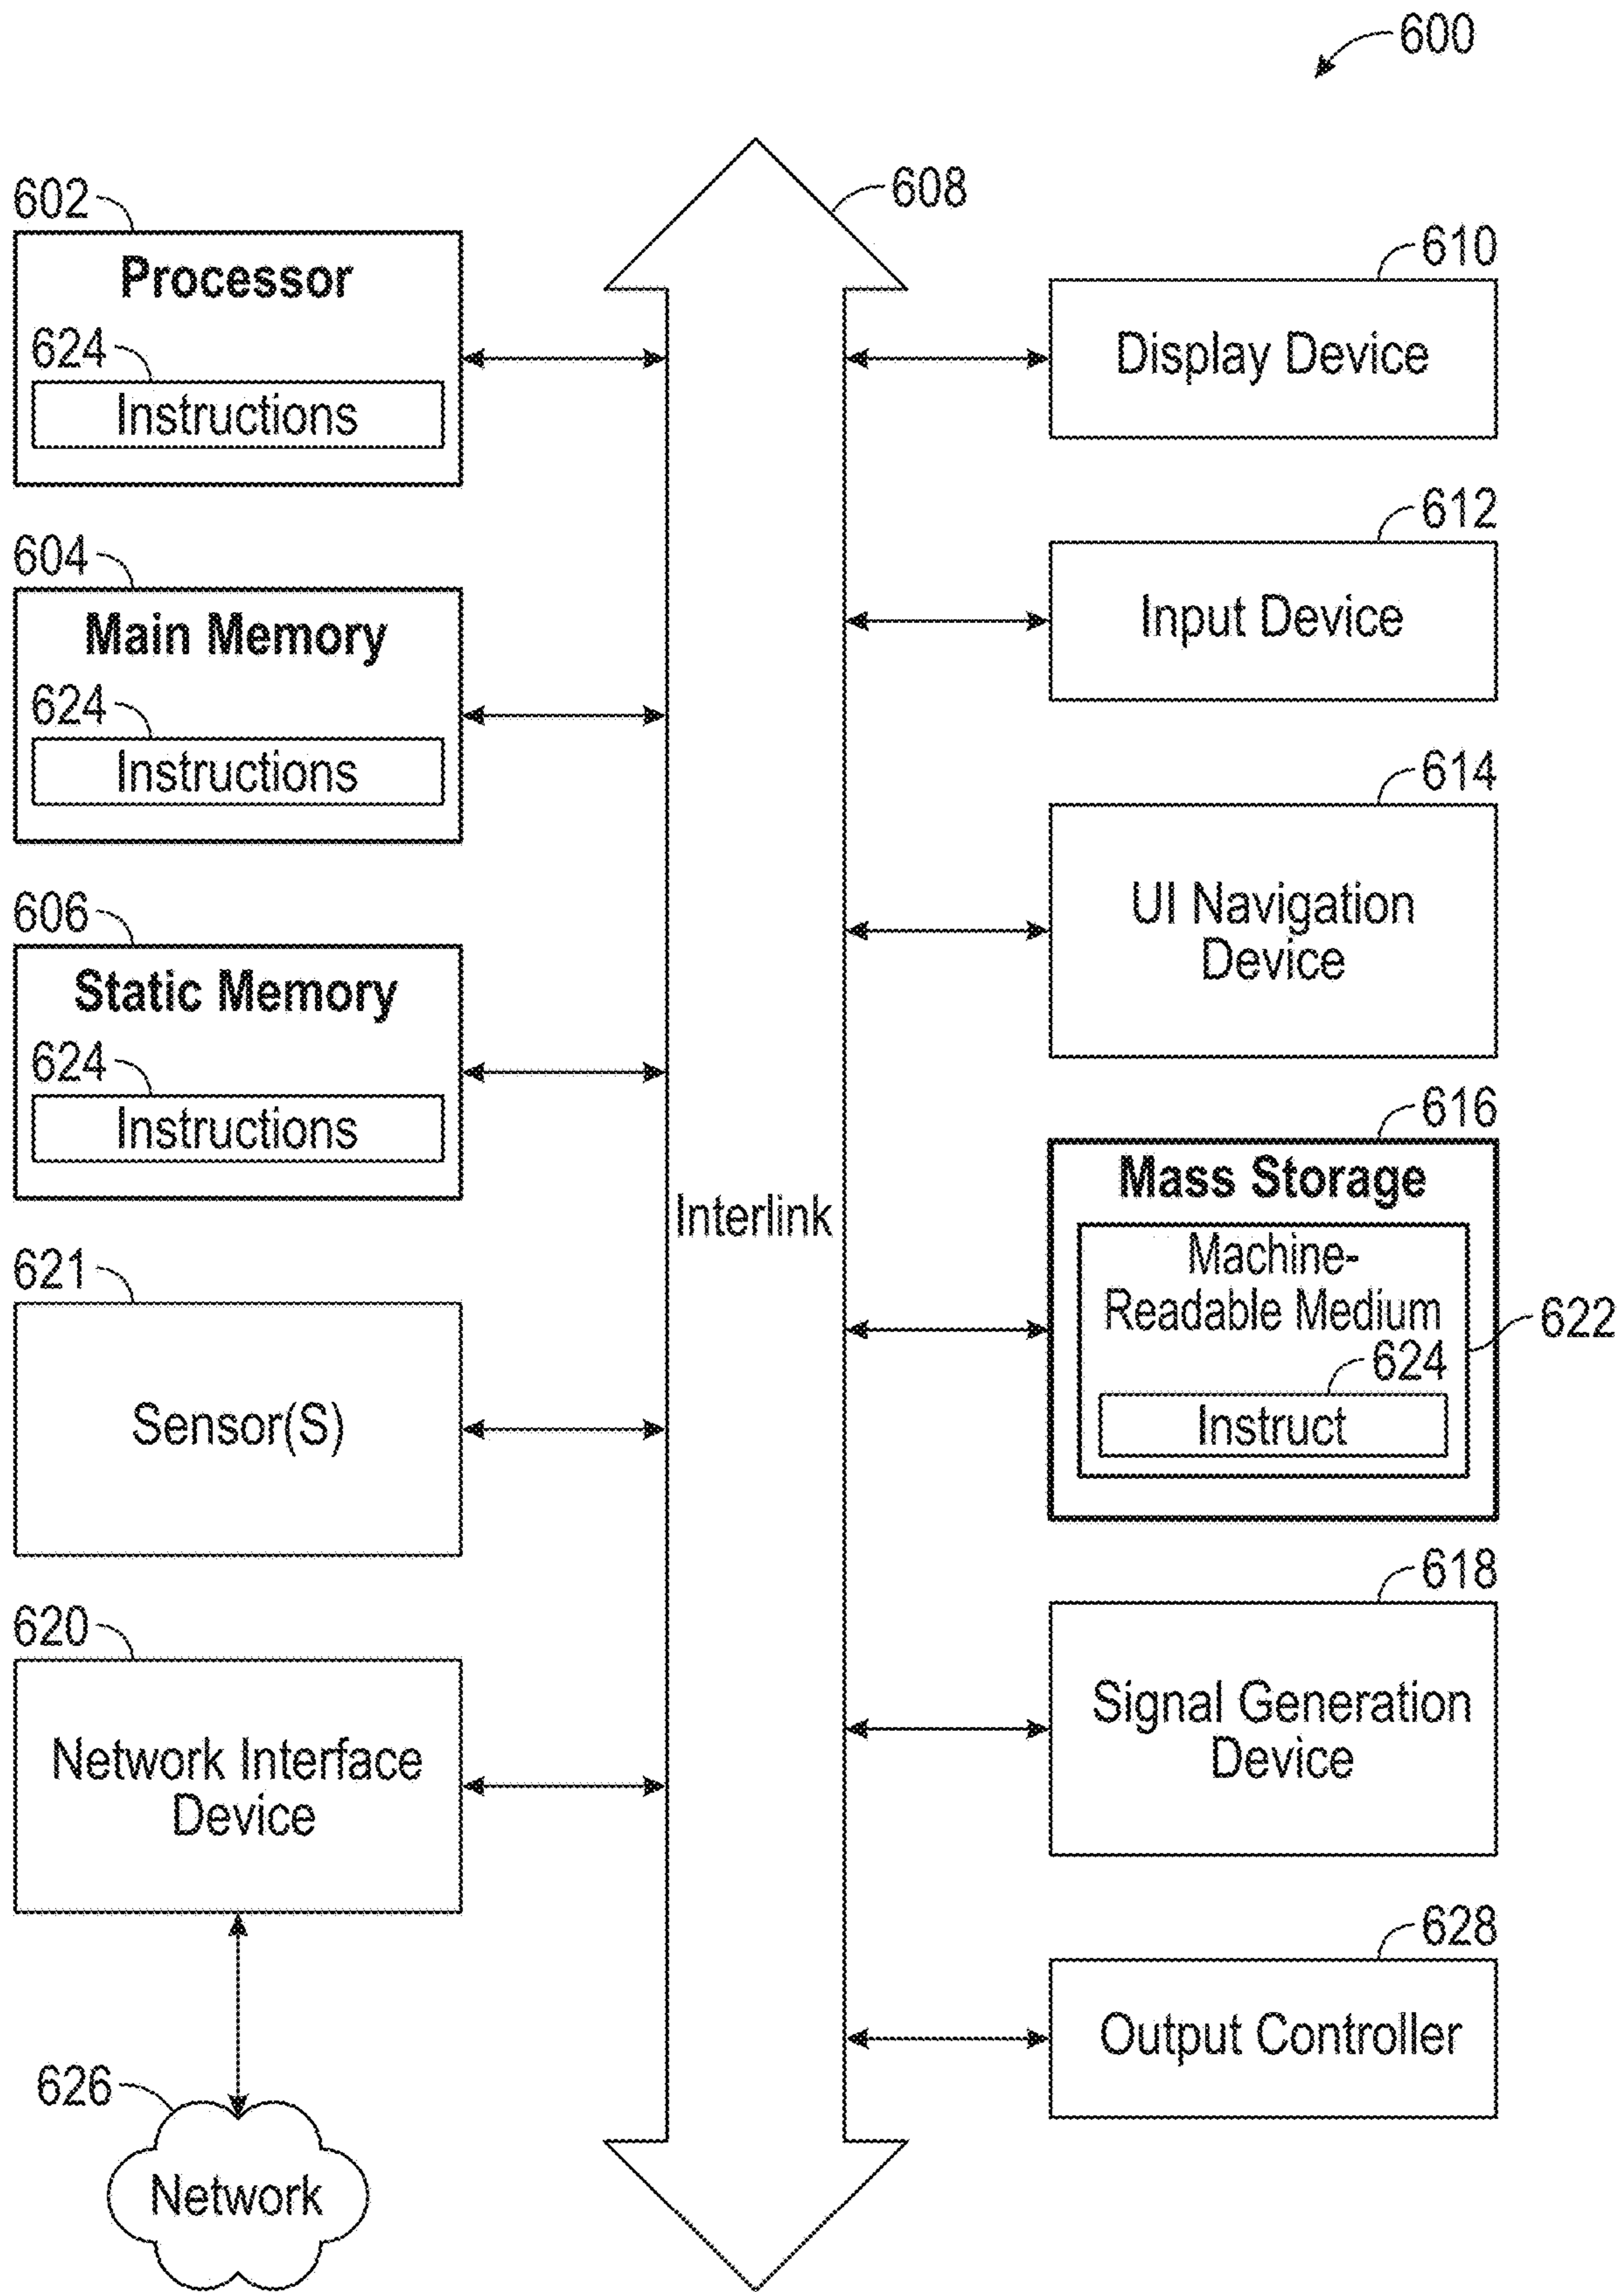 600
608
602
Processor
624
Instructions
604
Main Memory
624
Instructions
606
Static Memory
624
Instructions
621
Sensor(S)
620
Network Interface
Device
626
Network
Interlink
610
Display Device
612
Input Device
614
UI Navigation
Device
616
Mass Storage
Machine-
Readable Medium
622
624
Instruct
618
Signal Generation
Device
628
Output Controller